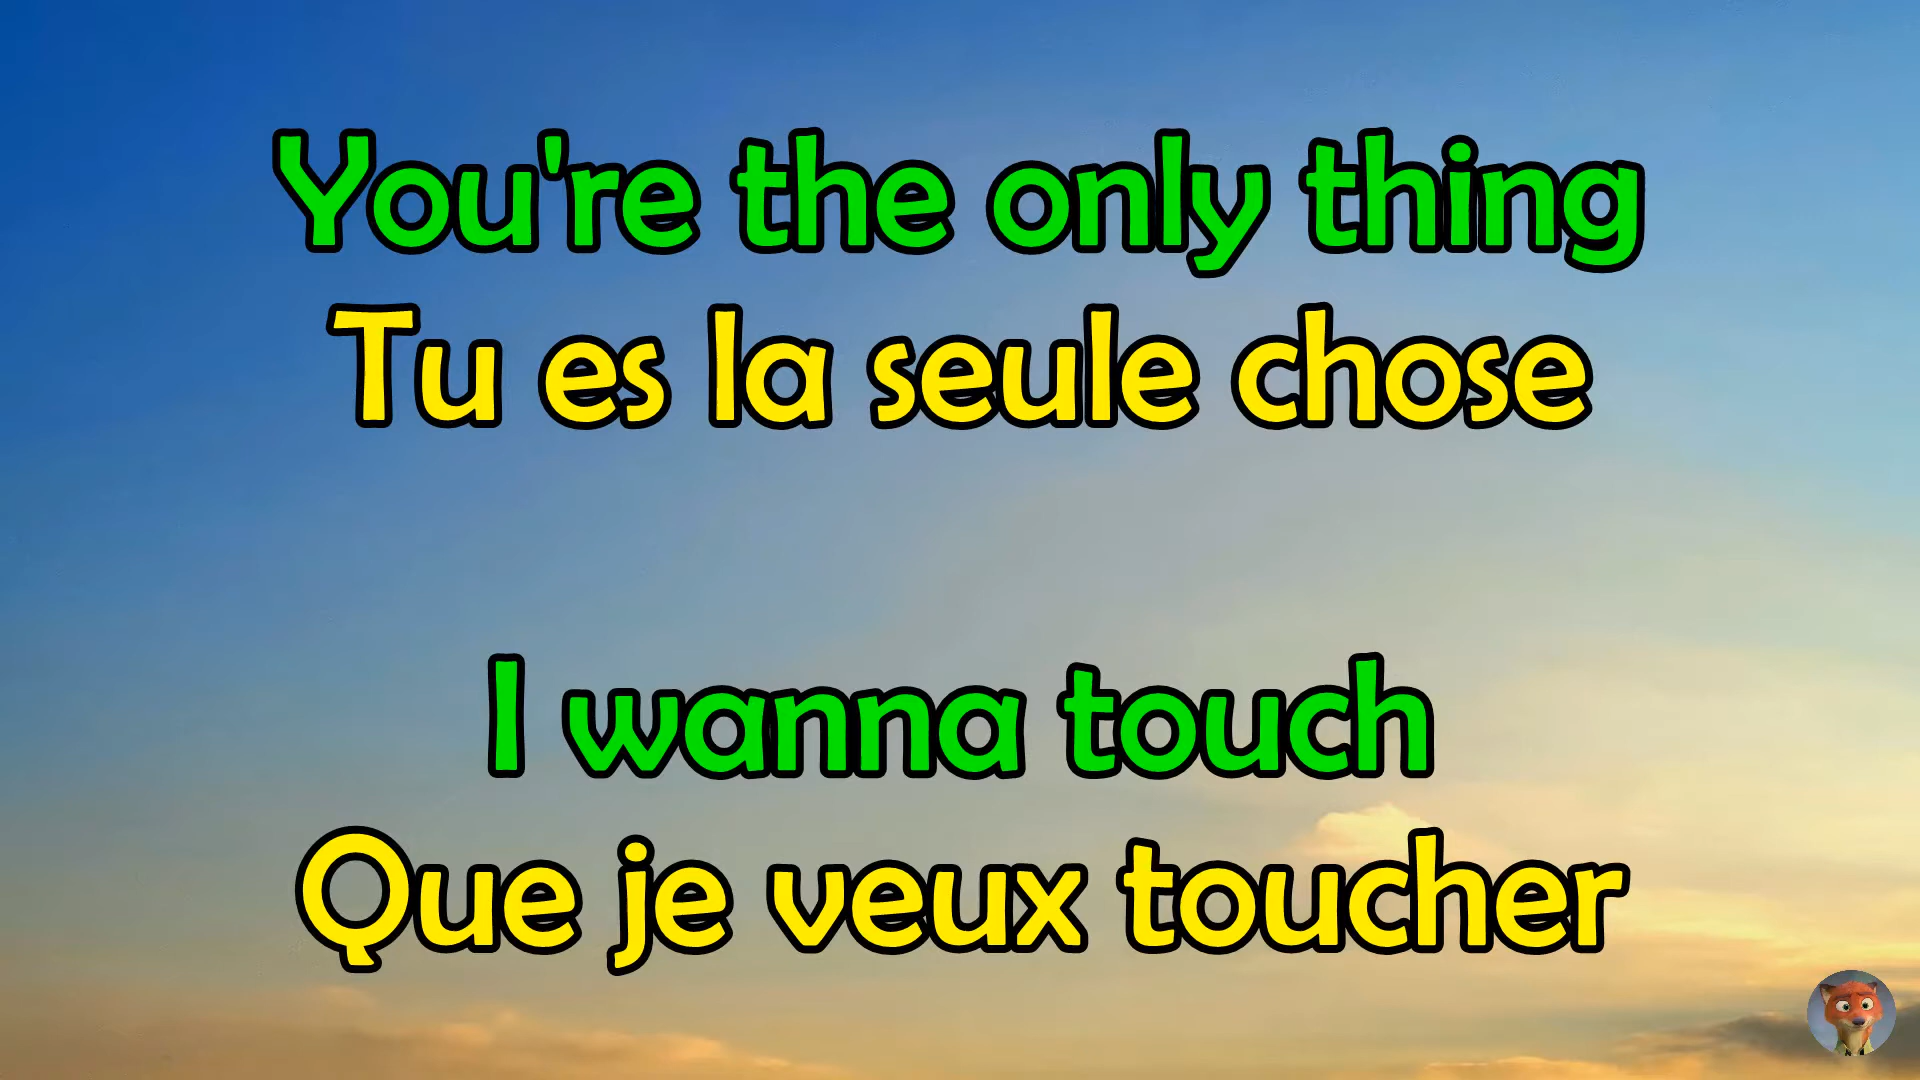 You're the only thing
Tu es la seule chose
I wanna touch
Que je veux toucher